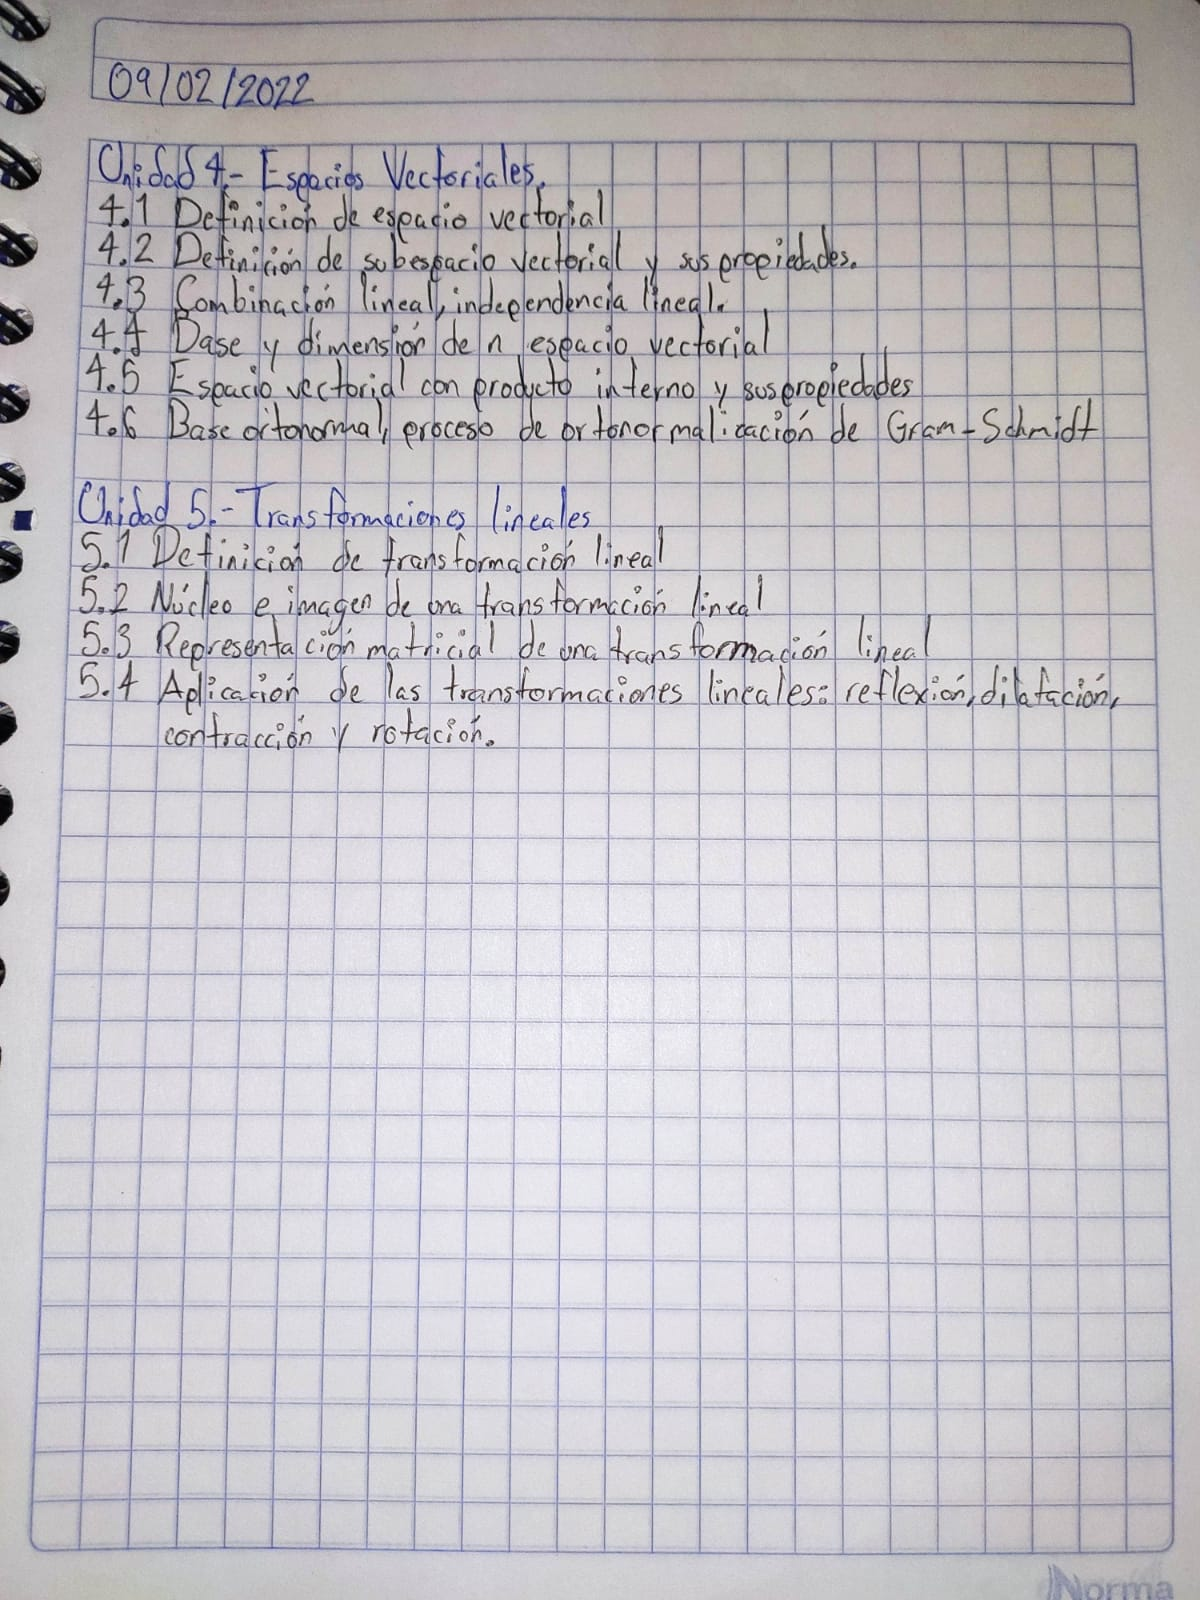 09/02/2022
Unidad 4.- Espacios Vectoriales.
4.1 Definición de espacio vectorial
4.2 Definición de subespacio vectorial y sus propiedades.
4.3 Combinación lineal, independencia lineal.
4.4 Base y dimensión de n espacio vectorial
4.5 Espacio vectorial con producto interno y sus propiedades
4.6 Base ortonormal, proceso de ortonormalización de Gram-Schmidt
Unidad 5.- Transformaciones lineales
5.1 Definición de transformación lineal
5.2 Núcleo e imagen de una transformación lineal
5.3 Representación matricial de una transformación lineal
5.4 Aplicación de las transformaciones lineales: reflexión, dilatación,
contracción y rotación.
Norma